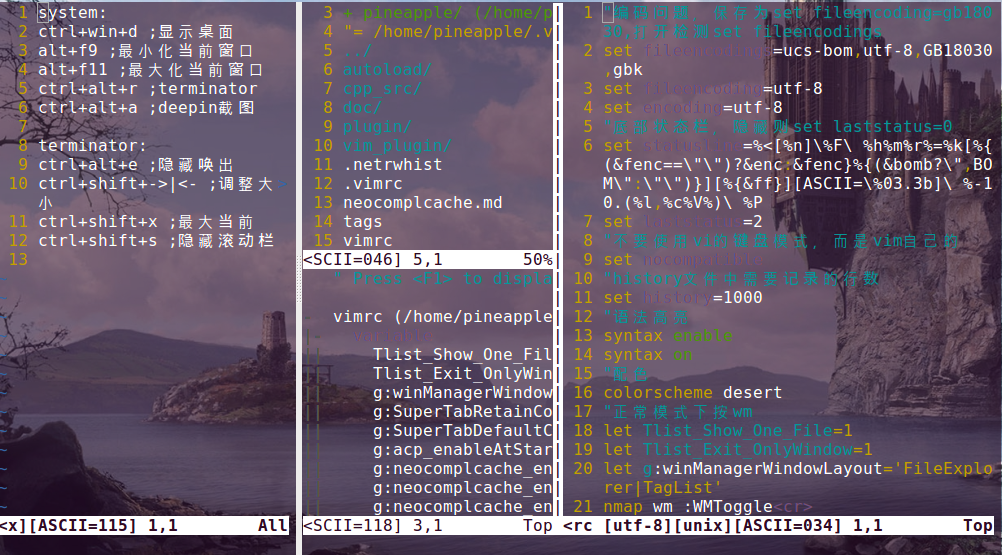 1 system:
2 ctrl+win+d ;显示桌面
3 alt+f9 ;最小化当前窗口
4 alt+f11 ;最大化当前窗口
5 ctrl+alt+r ;terminator
6 ctrl+alt+a ;deepin截图
7
8 terminator:
9 ctrl+alt+e ;隐藏唤出
10 ctrl+shift+->|<- ;调整大
小
11 ctrl+shift+x ;最大当前
12 ctrl+shift+s ;隐藏滚动栏
13
~
~
~
~
~
~
~
~
~
~
~
~
~
<x][ASCII=115] 1,1 All
3 + pineapple/ (/home/p
4 "= /home/pineapple/.v
5 ../
6 autoload/
7 cpp_src/
8 doc/
9 plugin/
10 vim_plugin/
11 .netrwhist
12 .vimrc
13 neocomplcache.md
14 tags
15 vimrc
<SCII=046] 5,1 50%
" Press <F1> to displa
vimrc (/home/pineapple
Tlist_Show_One_Fil
Tlist_Exit_OnlyWin
g:winManagerWindow
g:SuperTabRetainCo
g:SuperTabDefaultC
g:acp_enableAtStar
g:neocomplcache_en
g:neocomplcache_en
g:neocomplcache_en
<SCII=118] 3,1 Top
1 "编码问题, 保存为set fileencoding=gb180
30,打开检测set fileencodings
2 set fileencodings=ucs-bom,utf-8,GB18030
,gbk
3 set fileencoding=utf-8
4 set encoding=utf-8
5 "底部状态栏, 隐藏则set laststatus=0
6 set statusline=%<[%n]\%F\ %h%m%r%=%k[%{
(&fenc==\"\")?&enc:&fenc}%{(&bomb?\",BO
M\":\"\")}][%{&ff}][ASCII=\%03.3b]\ %-1
0.(%l,%c%V%)\ %P
7 set laststatus=2
8 "不要使用vi的键盘模式, 而是vim自己的
9 set nocompatible
10 "history文件中需要记录的行数
11 set history=1000
12 "语法高亮
13 syntax enable
14 syntax on
15 "配色
16 colorscheme desert
17 "正常模式下按wm
18 let Tlist_Show_One_File=1
19 let Tlist_Exit_OnlyWindow=1
20 let g:winManagerWindowLayout='FileExplo
rer|TagList'
21 nmap wm :WMToggle<cr>
<rc [utf-8][unix][ASCII=034] 1,1 Top